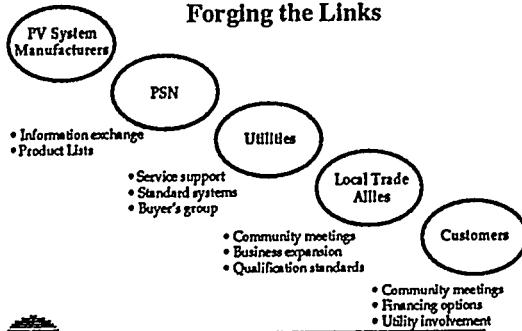 Forging the Links
PV System
Manufacturers
PSN
• Information exchange
• Product Lists
Utilities
• Service support
• Standard systems
• Buyer's group
Local Trade
Allies
• Community meetings
• Business expansion
• Qualification standards
Customers
• Community meetings
• Financing options
• Utility involvement